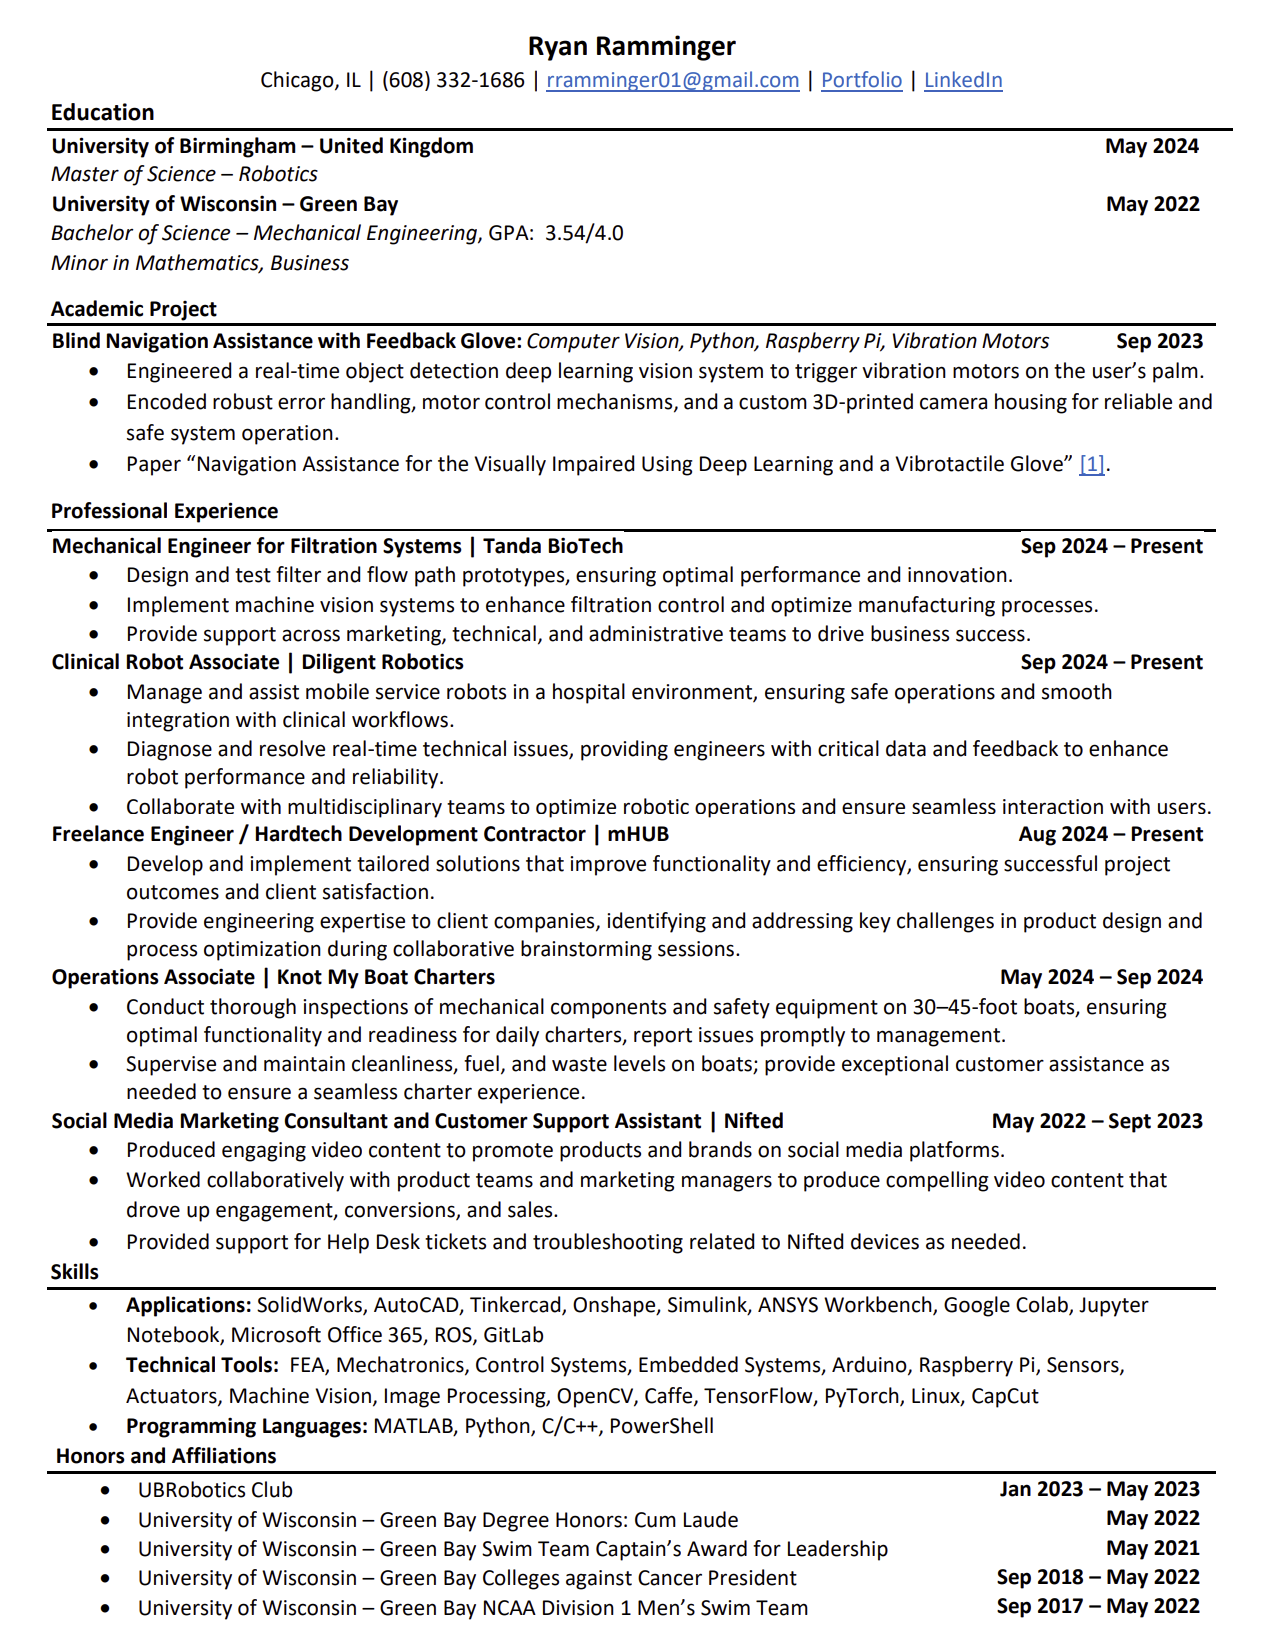 Ryan Ramminger
Chicago, IL | (608) 332-1686 | rramminger01@gmail.com | Portfolio | LinkedIn
Education
University of Birmingham – United Kingdom May 2024
Master of Science – Robotics
University of Wisconsin – Green Bay May 2022
Bachelor of Science – Mechanical Engineering, GPA: 3.54/4.0
Minor in Mathematics, Business
Academic Project
Blind Navigation Assistance with Feedback Glove: Computer Vision, Python, Raspberry Pi, Vibration Motors Sep 2023
• Engineered a real-time object detection deep learning vision system to trigger vibration motors on the user’s palm.
• Encoded robust error handling, motor control mechanisms, and a custom 3D-printed camera housing for reliable and
safe system operation.
• Paper “Navigation Assistance for the Visually Impaired Using Deep Learning and a Vibrotactile Glove” [1].
Professional Experience
Mechanical Engineer for Filtration Systems | Tanda BioTech Sep 2024 – Present
• Design and test filter and flow path prototypes, ensuring optimal performance and innovation.
• Implement machine vision systems to enhance filtration control and optimize manufacturing processes.
• Provide support across marketing, technical, and administrative teams to drive business success.
Clinical Robot Associate | Diligent Robotics Sep 2024 – Present
• Manage and assist mobile service robots in a hospital environment, ensuring safe operations and smooth
integration with clinical workflows.
• Diagnose and resolve real-time technical issues, providing engineers with critical data and feedback to enhance
robot performance and reliability.
• Collaborate with multidisciplinary teams to optimize robotic operations and ensure seamless interaction with users.
Freelance Engineer / Hardtech Development Contractor | mHUB Aug 2024 – Present
• Develop and implement tailored solutions that improve functionality and efficiency, ensuring successful project
outcomes and client satisfaction.
• Provide engineering expertise to client companies, identifying and addressing key challenges in product design and
process optimization during collaborative brainstorming sessions.
Operations Associate | Knot My Boat Charters May 2024 – Sep 2024
• Conduct thorough inspections of mechanical components and safety equipment on 30–45-foot boats, ensuring
optimal functionality and readiness for daily charters, report issues promptly to management.
• Supervise and maintain cleanliness, fuel, and waste levels on boats; provide exceptional customer assistance as
needed to ensure a seamless charter experience.
Social Media Marketing Consultant and Customer Support Assistant | Nifted May 2022 – Sept 2023
• Produced engaging video content to promote products and brands on social media platforms.
• Worked collaboratively with product teams and marketing managers to produce compelling video content that
drove up engagement, conversions, and sales.
• Provided support for Help Desk tickets and troubleshooting related to Nifted devices as needed.
Skills
• Applications: SolidWorks, AutoCAD, Tinkercad, Onshape, Simulink, ANSYS Workbench, Google Colab, Jupyter
Notebook, Microsoft Office 365, ROS, GitLab
• Technical Tools: FEA, Mechatronics, Control Systems, Embedded Systems, Arduino, Raspberry Pi, Sensors,
Actuators, Machine Vision, Image Processing, OpenCV, Caffe, TensorFlow, PyTorch, Linux, CapCut
• Programming Languages: MATLAB, Python, C/C++, PowerShell
Honors and Affiliations
• UBRobotics Club Jan 2023 – May 2023
• University of Wisconsin – Green Bay Degree Honors: Cum Laude May 2022
• University of Wisconsin – Green Bay Swim Team Captain’s Award for Leadership May 2021
• University of Wisconsin – Green Bay Colleges against Cancer President Sep 2018 – May 2022
• University of Wisconsin – Green Bay NCAA Division 1 Men’s Swim Team Sep 2017 – May 2022